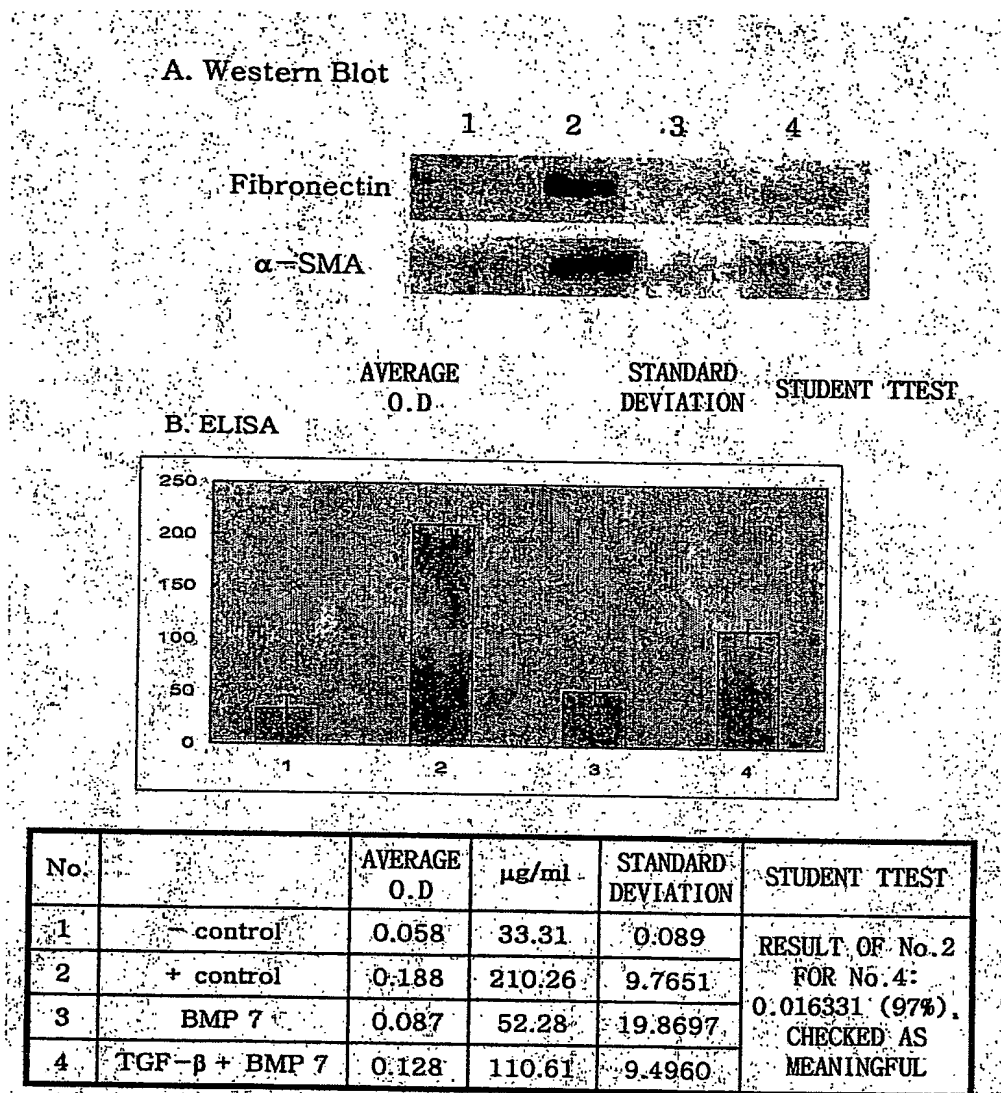 A. Western Blot
1 2 3 4
Fibronectin
α-SMA
AVERAGE O.D
STANDARD DEVIATION
STUDENT TTEST
B. ELISA
250
200
150
100
50
0
1 2 3 4
No. AVERAGE O.D µg/ml STANDARD DEVIATION STUDENT TTEST
1 - control 0.058 33.31 0.089
2 + control 0.188 210.26 9.7651
3 BMP 7 0.087 52.28 19.8697
4 TGF-β + BMP 7 0.128 110.61 9.4960
RESULT OF No.2
FOR No.4:
0.016331 (97%).
CHECKED AS
MEANINGFUL